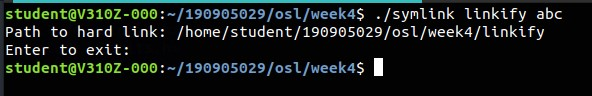 student@V310Z-000:~/190905029/osl/week4$ ./symlink linkify abc
Path to hard link: /home/student/190905029/osl/week4/linkify
Enter to exit:
student@V310Z-000:~/190905029/osl/week4$